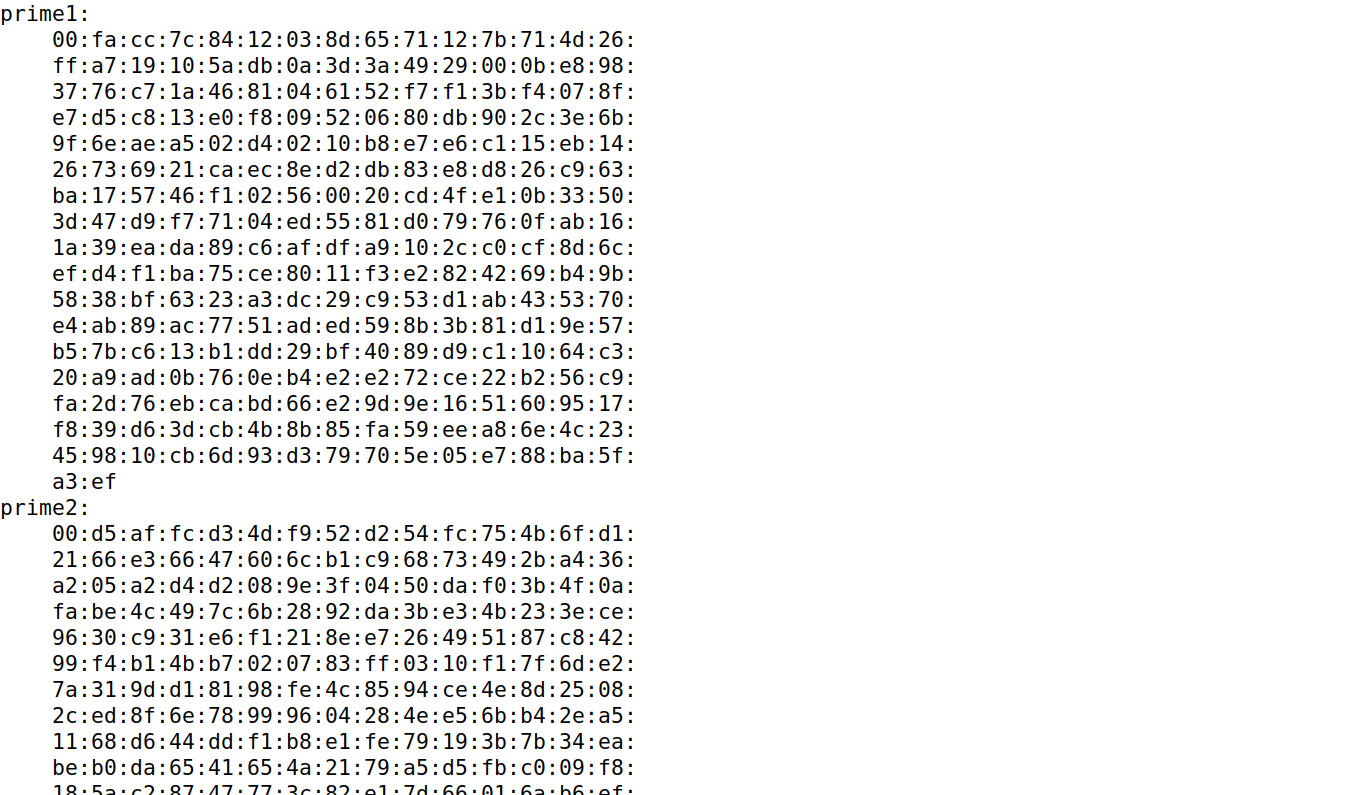 prime1:
00:fa:cc:7c:84:12:03:8d:65:71:12:7b:71:4d:26:
ff:a7:19:10:5a:db:0a:3d:3a:49:29:00:0b:e8:98:
37:76:c7:1a:46:81:04:61:52:f7:f1:3b:f4:07:8f:
e7:d5:c8:13:e0:f8:09:52:06:80:db:90:2c:3e:6b:
9f:6e:ae:a5:02:d4:02:10:b8:e7:e6:c1:15:eb:14:
26:73:69:21:ca:ec:8e:d2:db:83:e8:d8:26:c9:63:
ba:17:57:46:f1:02:56:00:20:cd:4f:e1:0b:33:50:
3d:47:d9:f7:71:04:ed:55:81:d0:79:76:0f:ab:16:
1a:39:ea:da:89:c6:af:df:a9:10:2c:c0:cf:8d:6c:
ef:d4:f1:ba:75:ce:80:11:f3:e2:82:42:69:b4:9b:
58:38:bf:63:23:a3:dc:29:c9:53:d1:ab:43:53:70:
e4:ab:89:ac:77:51:ad:ed:59:8b:3b:81:d1:9e:57:
b5:7b:c6:13:b1:dd:29:bf:40:89:d9:c1:10:64:c3:
20:a9:ad:0b:76:0e:b4:e2:e2:72:ce:22:b2:56:c9:
fa:2d:76:eb:ca:bd:66:e2:9d:9e:16:51:60:95:17:
f8:39:d6:3d:cb:4b:8b:85:fa:59:ee:a8:6e:4c:23:
45:98:10:cb:6d:93:d3:79:70:5e:05:e7:88:ba:5f:
a3:ef
prime2:
00:d5:af:fc:d3:4d:f9:52:d2:54:fc:75:4b:6f:d1:
21:66:e3:66:47:60:6c:b1:c9:68:73:49:2b:a4:36:
a2:05:a2:d4:d2:08:9e:3f:04:50:da:f0:3b:4f:0a:
fa:be:4c:49:7c:6b:28:92:da:3b:e3:4b:23:3e:ce:
96:30:c9:31:e6:f1:21:8e:e7:26:49:51:87:c8:42:
99:f4:b1:4b:b7:02:07:83:ff:03:10:f1:7f:6d:e2:
7a:31:9d:d1:81:98:fe:4c:85:94:ce:4e:8d:25:08:
2c:ed:8f:6e:78:99:96:04:28:4e:e5:6b:b4:2e:a5:
11:68:d6:44:dd:f1:b8:e1:fe:79:19:3b:7b:34:ea:
be:b0:da:65:41:65:4a:21:79:a5:d5:fb:c0:09:f8:
18:5a:c2:87:47:77:3c:82:e1:7d:66:01:6a:b6:ef: